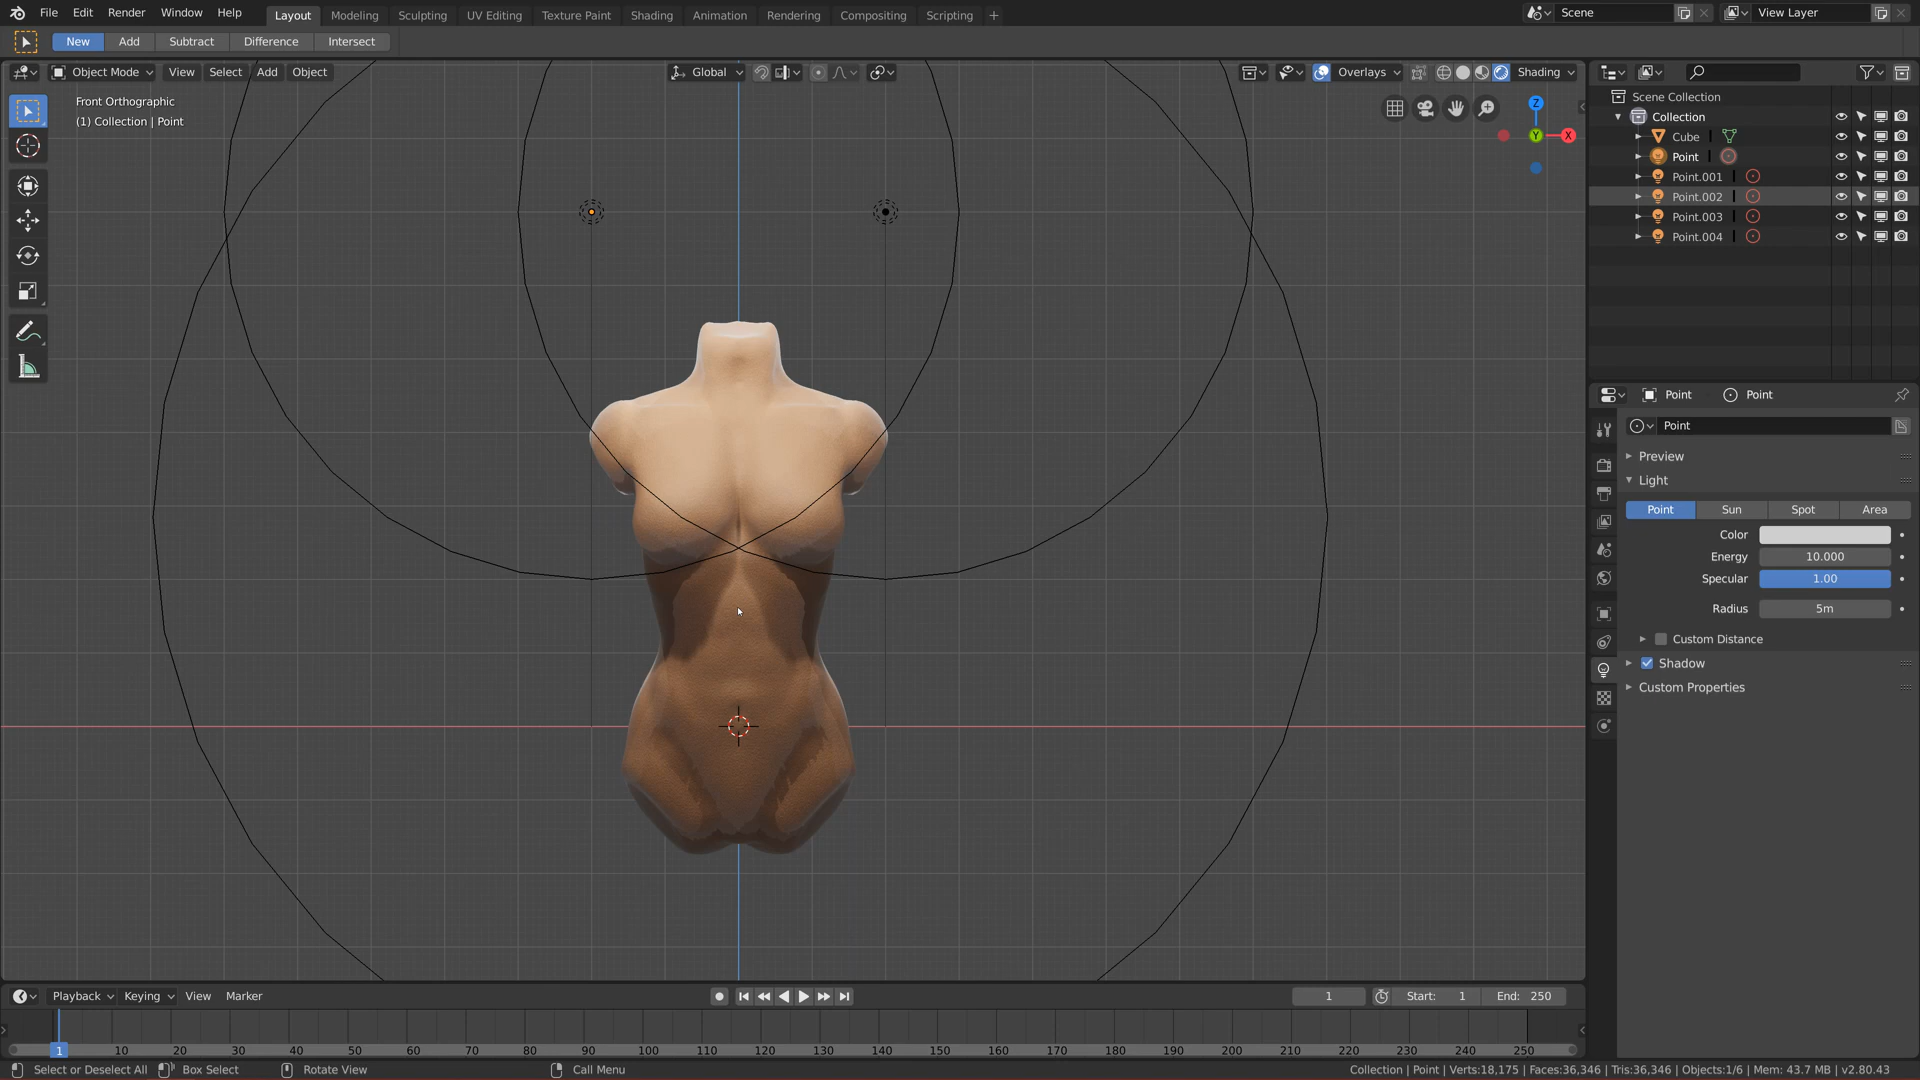 File Edit Render Window Help Layout Modeling Sculpting UV Editing Texture Paint Shading Animation Rendering Compositing Scripting + Scene View Layer
New Add Subtract Difference Intersect
Object Mode View Select Add Object Global Overlays Shading
Front Orthographic
(1) Collection | Point
Z
Y
X
Scene Collection
Collection
Cube
Point
Point.001
Point.002
Point.003
Point.004
Point Point
Point
Preview
Light
Point Sun Spot Area
Color
Energy 10.000
Specular 1.00
Radius 5m
Custom Distance
Shadow
Custom Properties
Playback Keying View Marker 1 Start: 1 End: 250
1 10 20 30 40 50 60 70 80 90 100 110 120 130 140 150 160 170 180 190 200 210 220 230 240 250
Select or Deselect All Box Select Rotate View Call Menu Collection | Point | Verts:18,175 | Faces:36,346 | Tris:36,346 | Objects:1/6 | Mem: 43.7 MB | v2.80.43